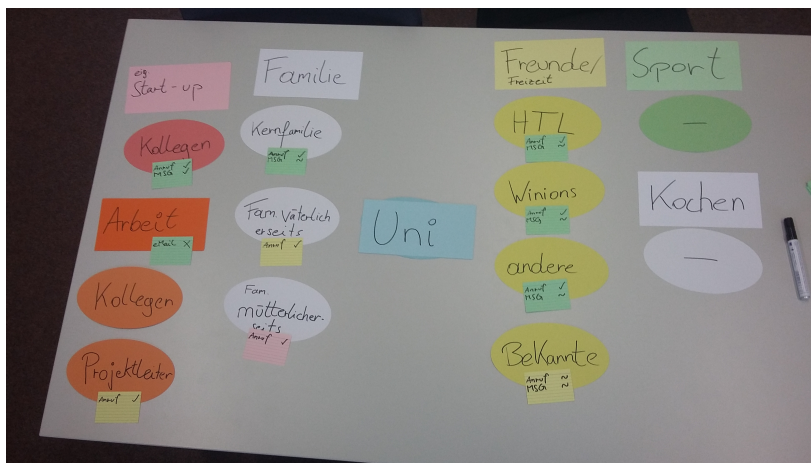 eig.
Start-up
Kollegen
Anruf ✓
MSG ✓
Arbeit
eMail X
Kollegen
Projektleiter
Anruf ✓
Familie
Kernfamilie
Anruf ✓
MSG ~
Fam. Väterlich
erseits
Anruf ✓
Fam.
mütterlicher-
seits
Anruf ✓
Uni
Freunde/
Freizeit
HTL
Anruf ✓
MSG ~
Winions
Anruf ✓
MSG ~
andere
Anruf ✓
MSG ~
Bekannte
Anruf ~
MSG ~
Sport
—
Kochen
—